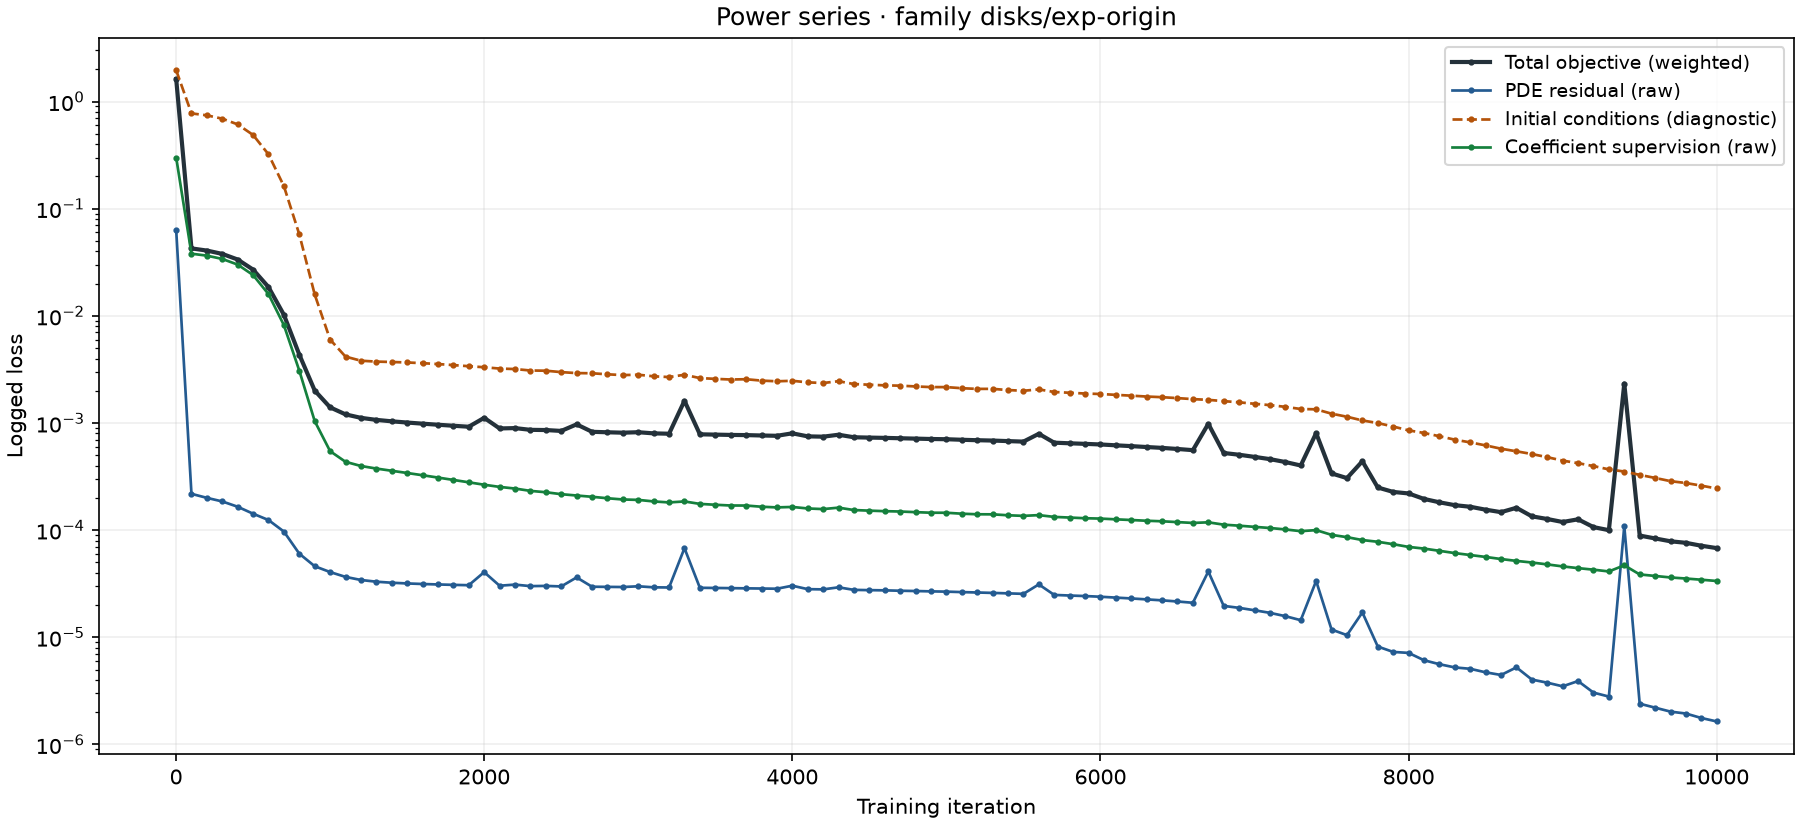 Power series · family disks/exp-origin
Total objective (weighted)
PDE residual (raw)
Initial conditions (diagnostic)
Coefficient supervision (raw)
Logged loss
10⁰
10⁻¹
10⁻²
10⁻³
10⁻⁴
10⁻⁵
10⁻⁶
0 2000 4000 6000 8000 10000
Training iteration